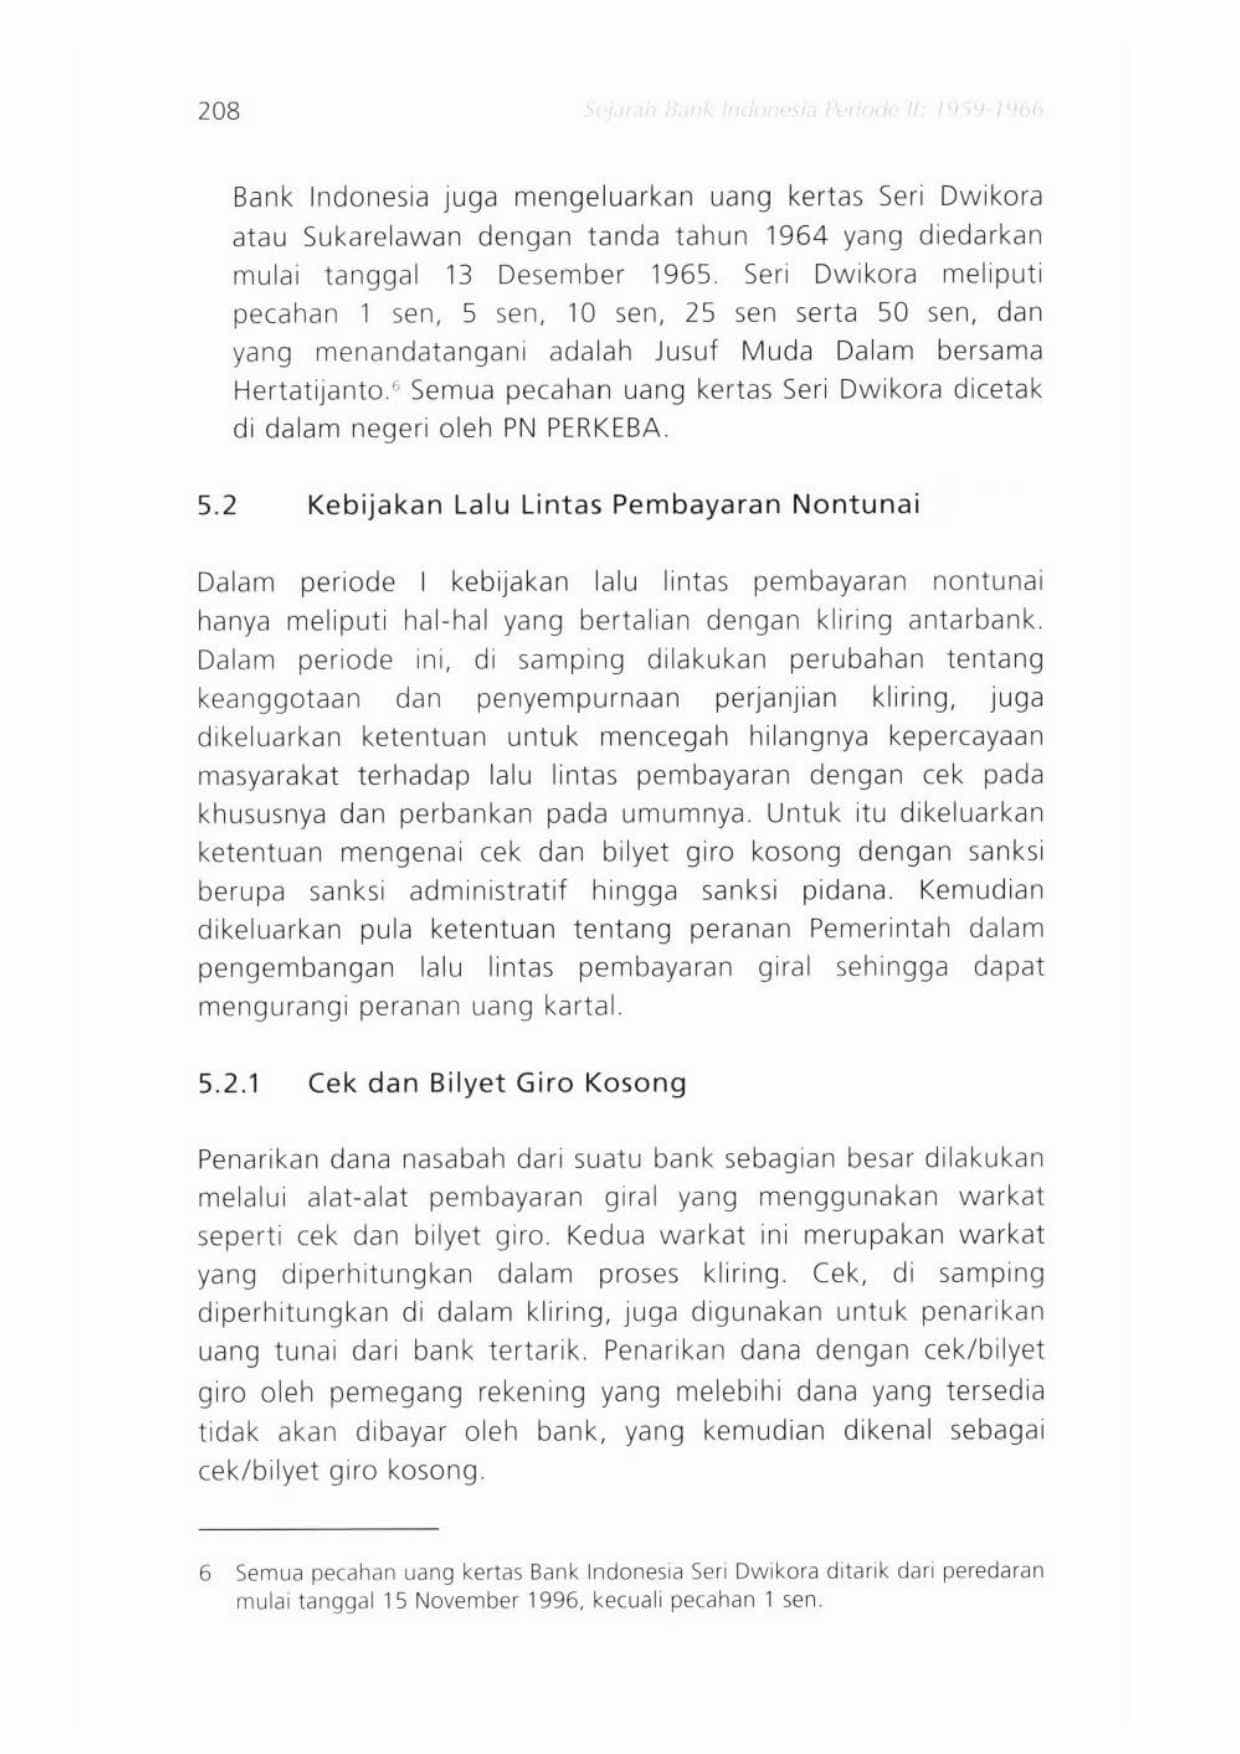 208
Sejarah Bank Indonesia Periode II: 1959-1966
Bank Indonesia juga mengeluarkan uang kertas Seri Dwikora
atau Sukarelawan dengan tanda tahun 1964 yang diedarkan
mulai tanggal 13 Desember 1965. Seri Dwikora meliputi
pecahan 1 sen, 5 sen, 10 sen, 25 sen serta 50 sen, dan
yang menandatangani adalah Jusuf Muda Dalam bersama
Hertatijanto.⁶ Semua pecahan uang kertas Seri Dwikora dicetak
di dalam negeri oleh PN PERKEBA.
5.2 Kebijakan Lalu Lintas Pembayaran Nontunai
Dalam periode I kebijakan lalu lintas pembayaran nontunai
hanya meliputi hal-hal yang bertalian dengan kliring antarbank.
Dalam periode ini, di samping dilakukan perubahan tentang
keanggotaan dan penyempurnaan perjanjian kliring, juga
dikeluarkan ketentuan untuk mencegah hilangnya kepercayaan
masyarakat terhadap lalu lintas pembayaran dengan cek pada
khususnya dan perbankan pada umumnya. Untuk itu dikeluarkan
ketentuan mengenai cek dan bilyet giro kosong dengan sanksi
berupa sanksi administratif hingga sanksi pidana. Kemudian
dikeluarkan pula ketentuan tentang peranan Pemerintah dalam
pengembangan lalu lintas pembayaran giral sehingga dapat
mengurangi peranan uang kartal.
5.2.1 Cek dan Bilyet Giro Kosong
Penarikan dana nasabah dari suatu bank sebagian besar dilakukan
melalui alat-alat pembayaran giral yang menggunakan warkat
seperti cek dan bilyet giro. Kedua warkat ini merupakan warkat
yang diperhitungkan dalam proses kliring. Cek, di samping
diperhitungkan di dalam kliring, juga digunakan untuk penarikan
uang tunai dari bank tertarik. Penarikan dana dengan cek/bilyet
giro oleh pemegang rekening yang melebihi dana yang tersedia
tidak akan dibayar oleh bank, yang kemudian dikenal sebagai
cek/bilyet giro kosong.
6 Semua pecahan uang kertas Bank Indonesia Seri Dwikora ditarik dari peredaran
mulai tanggal 15 November 1996, kecuali pecahan 1 sen.